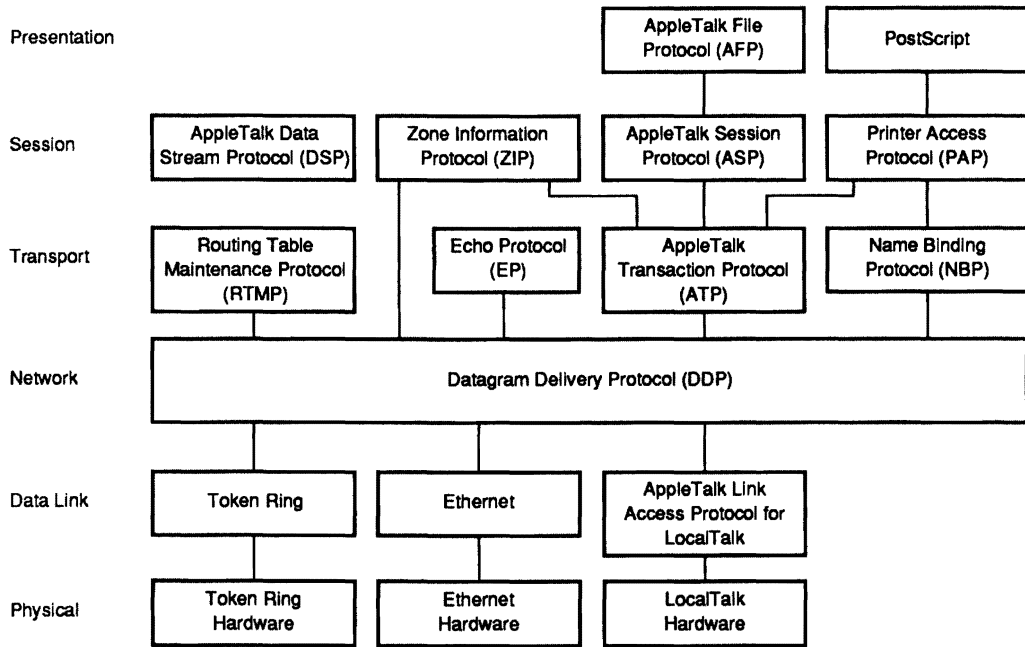 Presentation
AppleTalk File
Protocol (AFP)
PostScript
Session
AppleTalk Data
Stream Protocol (DSP)
Zone Information
Protocol (ZIP)
AppleTalk Session
Protocol (ASP)
Printer Access
Protocol (PAP)
Transport
Routing Table
Maintenance Protocol
(RTMP)
Echo Protocol
(EP)
AppleTalk
Transaction Protocol
(ATP)
Name Binding
Protocol (NBP)
Network
Datagram Delivery Protocol (DDP)
Data Link
Token Ring
Ethernet
AppleTalk Link
Access Protocol for
LocalTalk
Physical
Token Ring
Hardware
Ethernet
Hardware
LocalTalk
Hardware